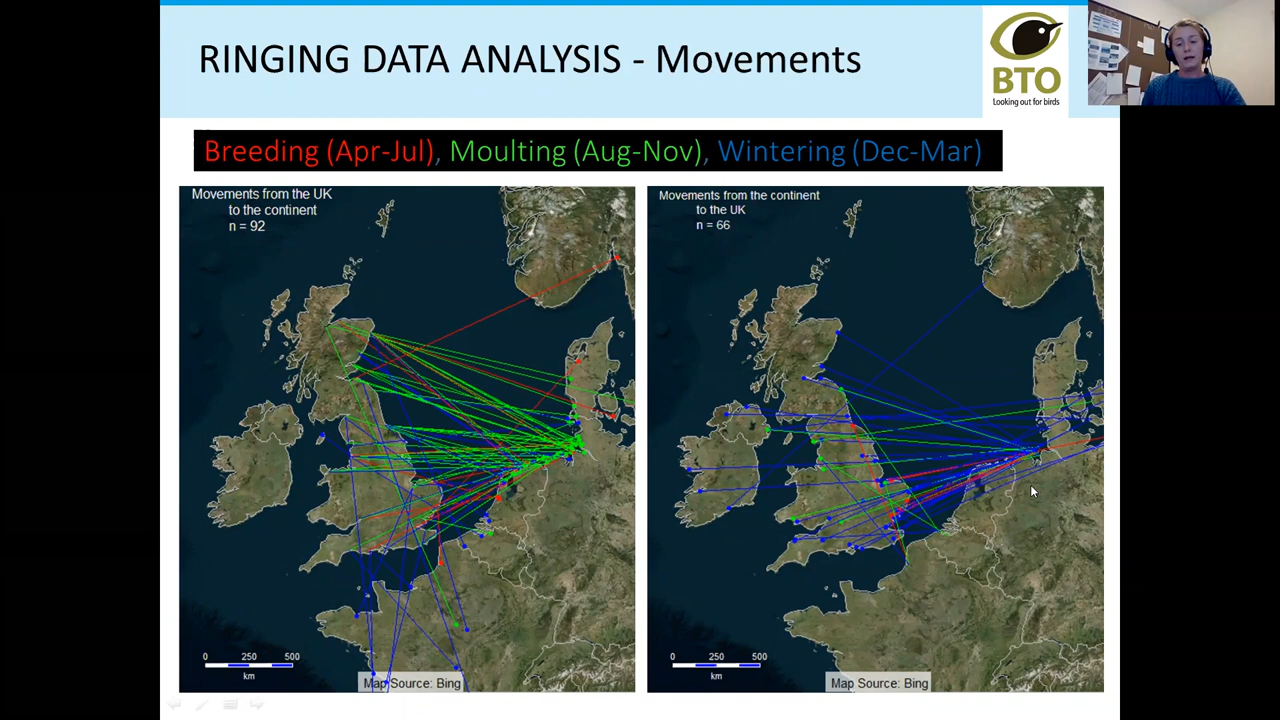 RINGING DATA ANALYSIS - Movements
BTO
Looking out for birds
Breeding (Apr-Jul), Moulting (Aug-Nov), Wintering (Dec-Mar)
Movements from the UK
to the continent
n = 92
0 250 500
km
Map Source: Bing
Movements from the continent
to the UK
n = 66
0 250 500
km
Map Source: Bing